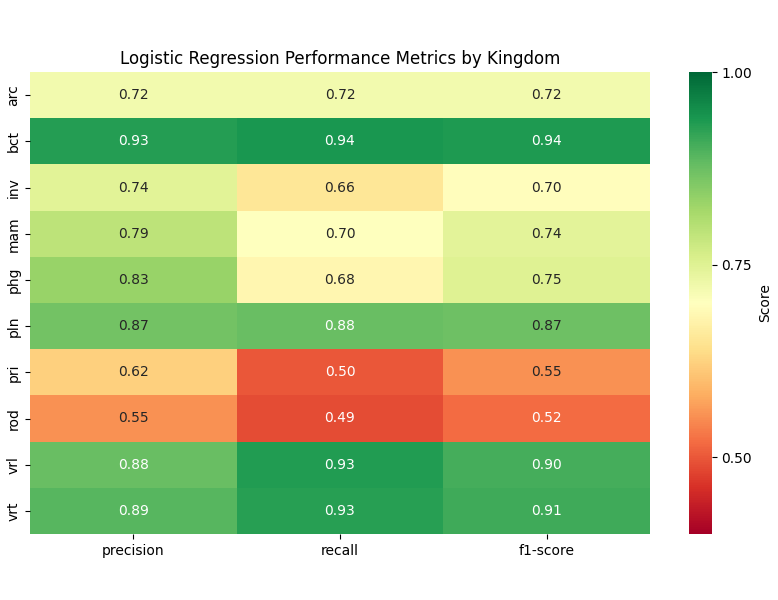 Logistic Regression Performance Metrics by Kingdom
arc 0.72 0.72 0.72
bct 0.93 0.94 0.94
inv 0.74 0.66 0.70
mam 0.79 0.70 0.74
phg 0.83 0.68 0.75
pln 0.87 0.88 0.87
pri 0.62 0.50 0.55
rod 0.55 0.49 0.52
vrl 0.88 0.93 0.90
vrt 0.89 0.93 0.91
precision recall f1-score
1.00
0.75
0.50
Score